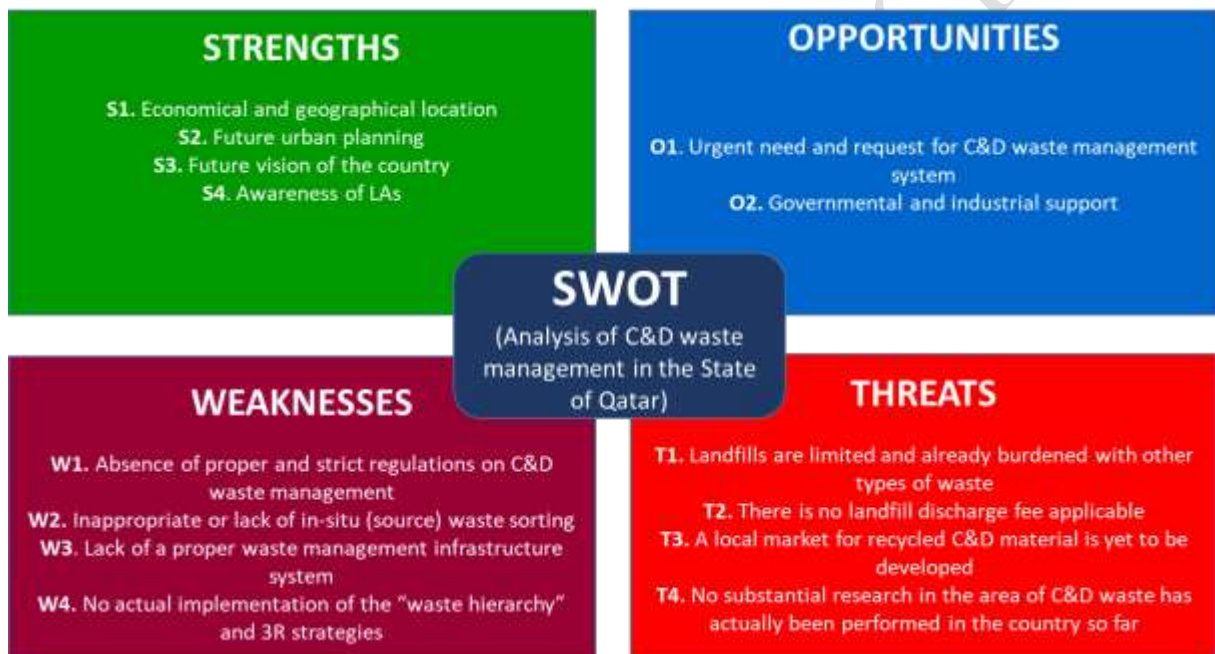 STRENGTHS
S1. Economical and geographical location
S2. Future urban planning
S3. Future vision of the country
S4. Awareness of LAs
OPPORTUNITIES
O1. Urgent need and request for C&D waste management
system
O2. Governmental and industrial support
SWOT
(Analysis of C&D waste
management in the State
of Qatar)
WEAKNESSES
W1. Absence of proper and strict regulations on C&D
waste management
W2. Inappropriate or lack of in-situ (source) waste sorting
W3. Lack of a proper waste management infrastructure
system
W4. No actual implementation of the “waste hierarchy”
and 3R strategies
THREATS
T1. Landfills are limited and already burdened with other
types of waste
T2. There is no landfill discharge fee applicable
T3. A local market for recycled C&D material is yet to be
developed
T4. No substantial research in the area of C&D waste has
actually been performed in the country so far